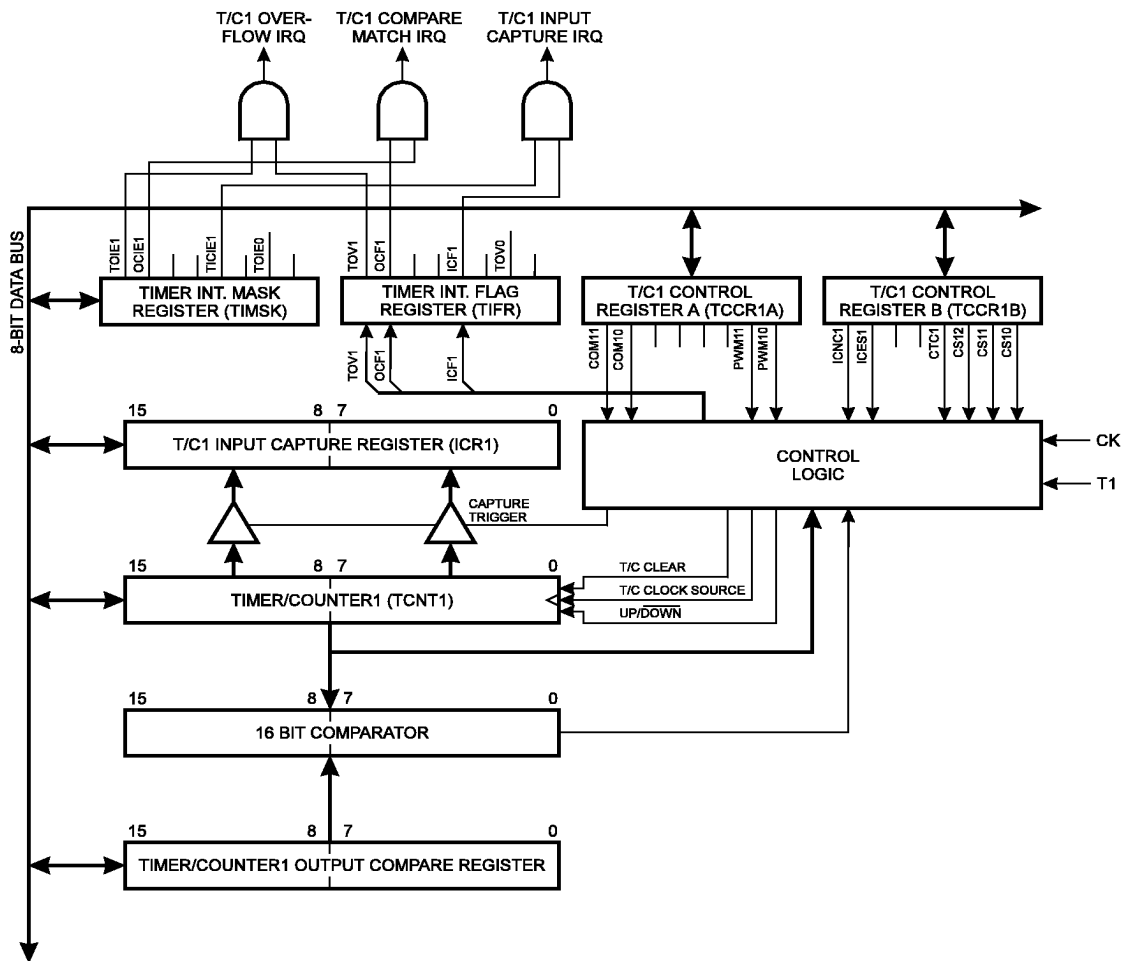 T/C1 OVER-
FLOW IRQ
T/C1 COMPARE
MATCH IRQ
T/C1 INPUT
CAPTURE IRQ
8-BIT DATA BUS
TOIE1
OCIE1
TICIE1
TOIE0
TOV1
OCF1
ICF1
TOV0
TIMER INT. MASK
REGISTER (TIMSK)
TIMER INT. FLAG
REGISTER (TIFR)
T/C1 CONTROL
REGISTER A (TCCR1A)
T/C1 CONTROL
REGISTER B (TCCR1B)
TOV1
OCF1
ICF1
COM11
COM10
PWM11
PWM10
ICNC1
ICES1
CTC1
CS12
CS11
CS10
15 8 7 0
T/C1 INPUT CAPTURE REGISTER (ICR1)
CONTROL
LOGIC
CK
T1
CAPTURE
TRIGGER
15 8 7 0
TIMER/COUNTER1 (TCNT1)
T/C CLEAR
T/C CLOCK SOURCE
UP/DOWN
15 8 7 0
16 BIT COMPARATOR
15 8 7 0
TIMER/COUNTER1 OUTPUT COMPARE REGISTER